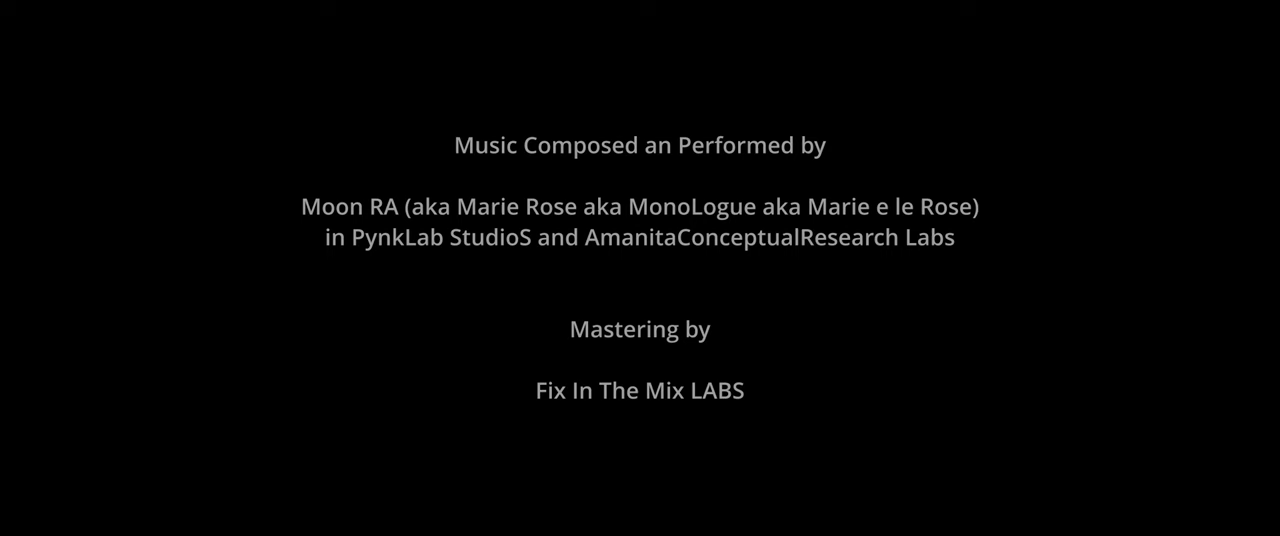 Music Composed an Performed by
Moon RA (aka Marie Rose aka MonoLogue aka Marie e le Rose)
in PynkLab StudioS and AmanitaConceptualResearch Labs
Mastering by
Fix In The Mix LABS